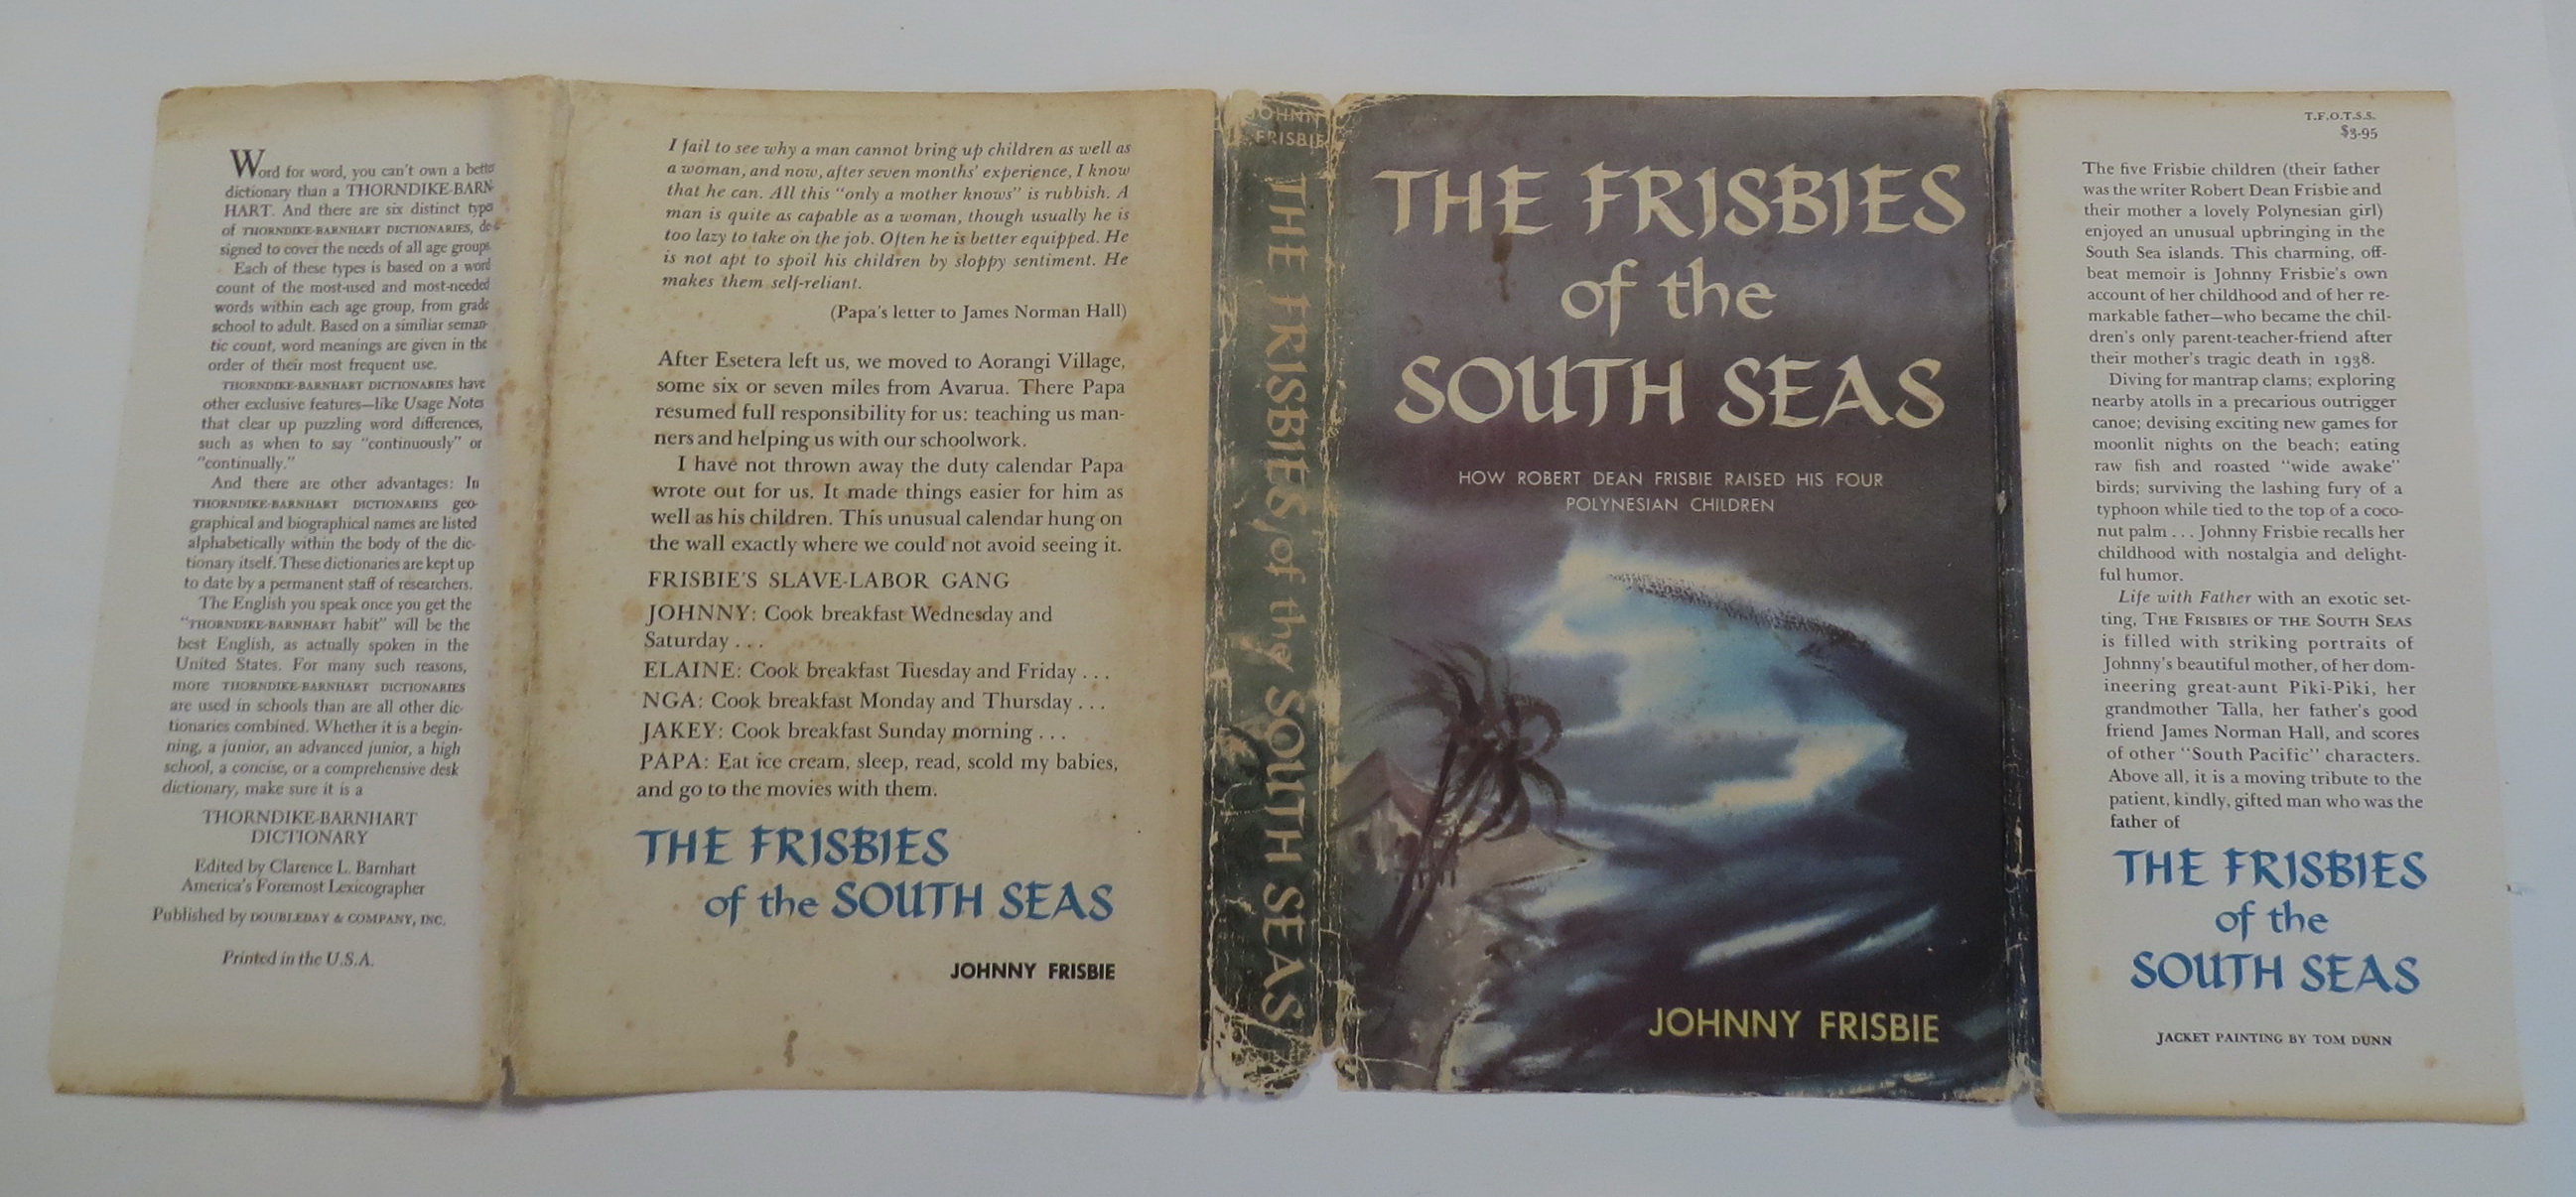 Word for word, you can't own a better
dictionary than a THORNDIKE-BARN-
HART. And there are six distinct types
of THORNDIKE-BARNHART DICTIONARIES, de-
signed to cover the needs of all age groups.
Each of these types is based on a word
count of the most-used and most-needed
words within each age group, from grade
school to adult. Based on a similiar seman-
tic count, word meanings are given in the
order of their most frequent use.
THORNDIKE-BARNHART DICTIONARIES have
other exclusive features—like Usage Notes
that clear up puzzling word differences,
such as when to say "continuously" or
"continually."
And there are other advantages: In
THORNDIKE-BARNHART DICTIONARIES geo-
graphical and biographical names are listed
alphabetically within the body of the dic-
tionary itself. These dictionaries are kept up
to date by a permanent staff of researchers.
The English you speak once you get the
"THORNDIKE-BARNHART habit" will be the
best English, as actually spoken in the
United States. For many such reasons,
more THORNDIKE-BARNHART DICTIONARIES
are used in schools than are all other dic-
tionaries combined. Whether it is a begin-
ning, a junior, an advanced junior, a high
school, a concise, or a comprehensive desk
dictionary, make sure it is a
THORNDIKE-BARNHART
DICTIONARY
Edited by Clarence L. Barnhart
America's Foremost Lexicographer
Published by DOUBLEDAY & COMPANY, INC.
Printed in the U.S.A.
I fail to see why a man cannot bring up children as well as
a woman, and now, after seven months' experience, I know
that he can. All this "only a mother knows" is rubbish. A
man is quite as capable as a woman, though usually he is
too lazy to take on the job. Often he is better equipped. He
is not apt to spoil his children by sloppy sentiment. He
makes them self-reliant.
(Papa's letter to James Norman Hall)
After Esetera left us, we moved to Aorangi Village,
some six or seven miles from Avarua. There Papa
resumed full responsibility for us: teaching us man-
ners and helping us with our schoolwork.
I have not thrown away the duty calendar Papa
wrote out for us. It made things easier for him as
well as his children. This unusual calendar hung on
the wall exactly where we could not avoid seeing it.
FRISBIE'S SLAVE-LABOR GANG
JOHNNY: Cook breakfast Wednesday and
Saturday . . .
ELAINE: Cook breakfast Tuesday and Friday . . .
NGA: Cook breakfast Monday and Thursday . . .
JAKEY: Cook breakfast Sunday morning . . .
PAPA: Eat ice cream, sleep, read, scold my babies,
and go to the movies with them.
THE FRISBIES
of the SOUTH SEAS
JOHNNY FRISBIE
JOHNNY
FRISBIE
THE FRISBIES of the SOUTH SEAS
THE FRISBIES
of the
SOUTH SEAS
HOW ROBERT DEAN FRISBIE RAISED HIS FOUR
POLYNESIAN CHILDREN
JOHNNY FRISBIE
T.F.O.T.S.S.
$3.95
The five Frisbie children (their father
was the writer Robert Dean Frisbie and
their mother a lovely Polynesian girl)
enjoyed an unusual upbringing in the
South Sea islands. This charming, off-
beat memoir is Johnny Frisbie's own
account of her childhood and of her re-
markable father—who became the chil-
dren's only parent-teacher-friend after
their mother's tragic death in 1938.
Diving for mantrap clams; exploring
nearby atolls in a precarious outrigger
canoe; devising exciting new games for
moonlit nights on the beach; eating
raw fish and roasted "wide awake"
birds; surviving the lashing fury of a
typhoon while tied to the top of a coco-
nut palm . . . Johnny Frisbie recalls her
childhood with nostalgia and delight-
ful humor.
Life with Father with an exotic set-
ting, THE FRISBIES OF THE SOUTH SEAS
is filled with striking portraits of
Johnny's beautiful mother, of her dom-
ineering great-aunt Piki-Piki, her
grandmother Talla, her father's good
friend James Norman Hall, and scores
of other "South Pacific" characters.
Above all, it is a moving tribute to the
patient, kindly, gifted man who was the
father of
THE FRISBIES
of the
SOUTH SEAS
JACKET PAINTING BY TOM DUNN